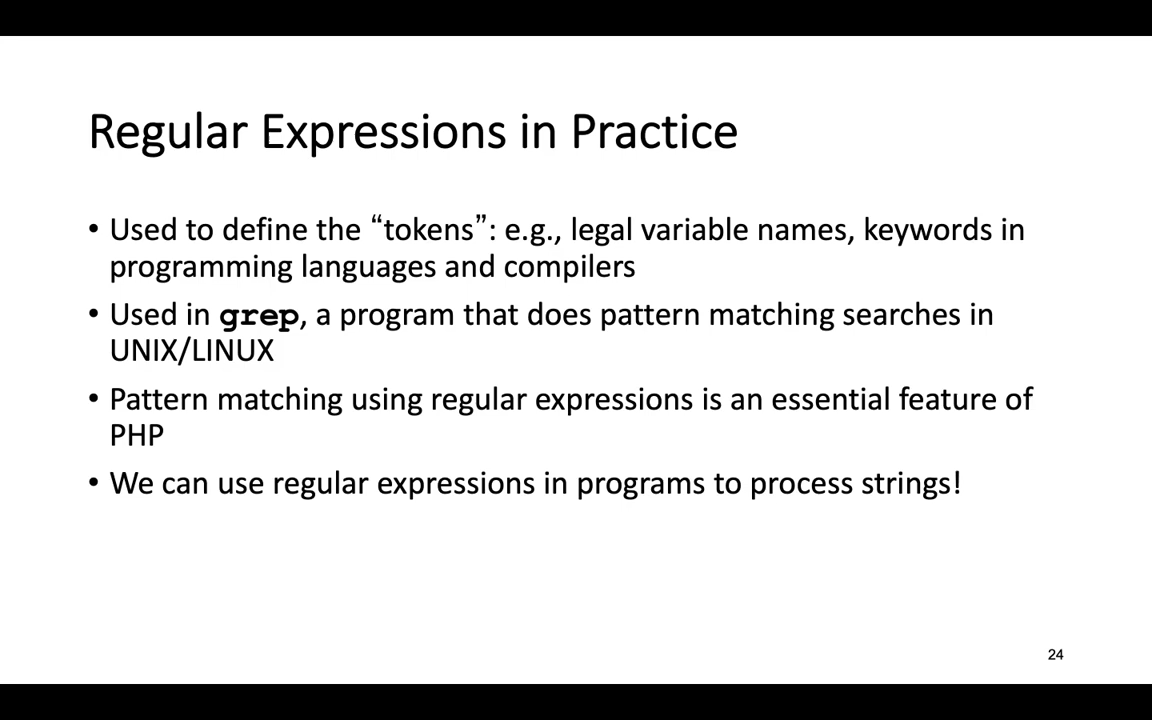 Regular Expressions in Practice
• Used to define the “tokens”: e.g., legal variable names, keywords in
programming languages and compilers
• Used in grep, a program that does pattern matching searches in
UNIX/LINUX
• Pattern matching using regular expressions is an essential feature of
PHP
• We can use regular expressions in programs to process strings!
24